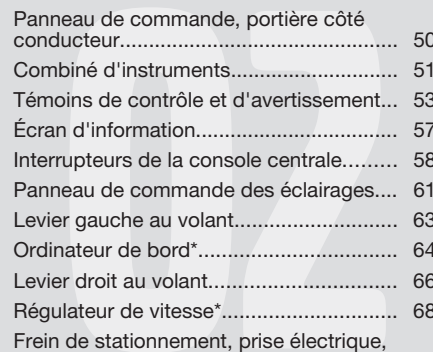 Panneau de commande, portière côté
conducteur................................................ 50
Combiné d'instruments............................. 51
Témoins de contrôle et d'avertissement... 53
Écran d'information................................... 57
Interrupteurs de la console centrale......... 58
Panneau de commande des éclairages.... 61
Levier gauche au volant............................ 63
Ordinateur de bord*.................................. 64
Levier droit au volant................................ 66
Régulateur de vitesse*.............................. 68
Frein de stationnement, prise électrique,
02